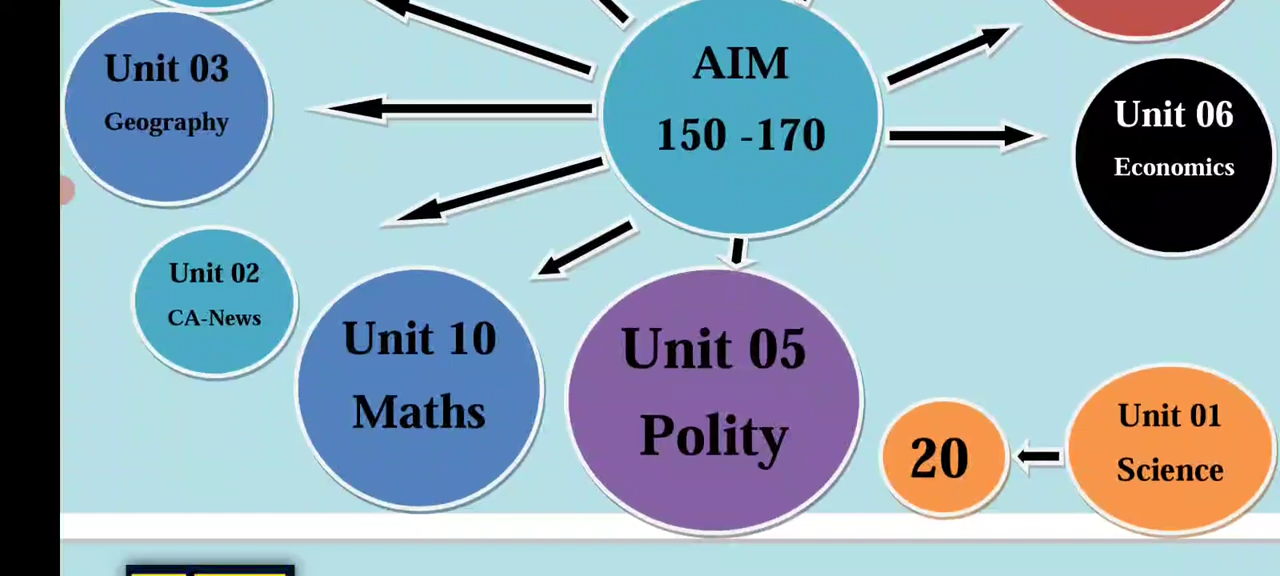 AIM
150 -170
Unit 03
Geography
Unit 06
Economics
Unit 02
CA-News
Unit 10
Maths
Unit 05
Polity
20
Unit 01
Science